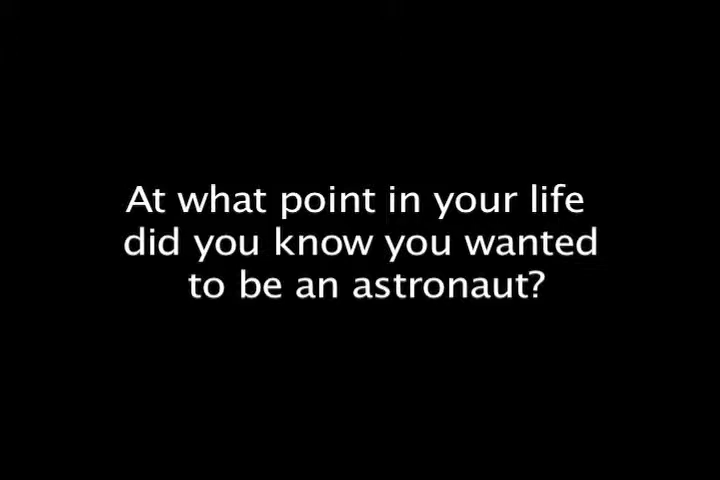 At what point in your life
did you know you wanted
to be an astronaut?